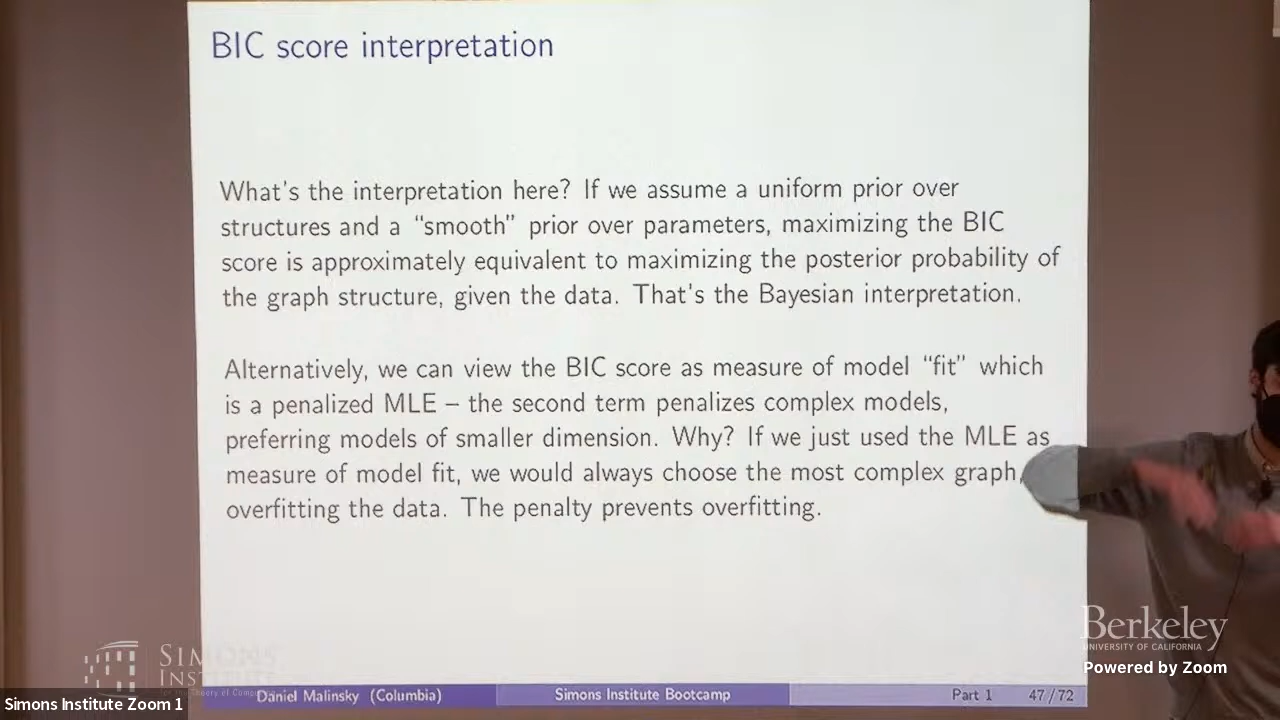 BIC score interpretation
What's the interpretation here? If we assume a uniform prior over
structures and a "smooth" prior over parameters, maximizing the BIC
score is approximately equivalent to maximizing the posterior probability of
the graph structure, given the data. That's the Bayesian interpretation.
Alternatively, we can view the BIC score as measure of model "fit" which
is a penalized MLE – the second term penalizes complex models,
preferring models of smaller dimension. Why? If we just used the MLE as
measure of model fit, we would always choose the most complex graph,
overfitting the data. The penalty prevents overfitting.
Berkeley
UNIVERSITY OF CALIFORNIA
Powered by Zoom
SIMONS
INSTITUTE
Daniel Malinsky (Columbia)
Simons Institute Bootcamp
Part 1
47/72
Simons Institute Zoom 1